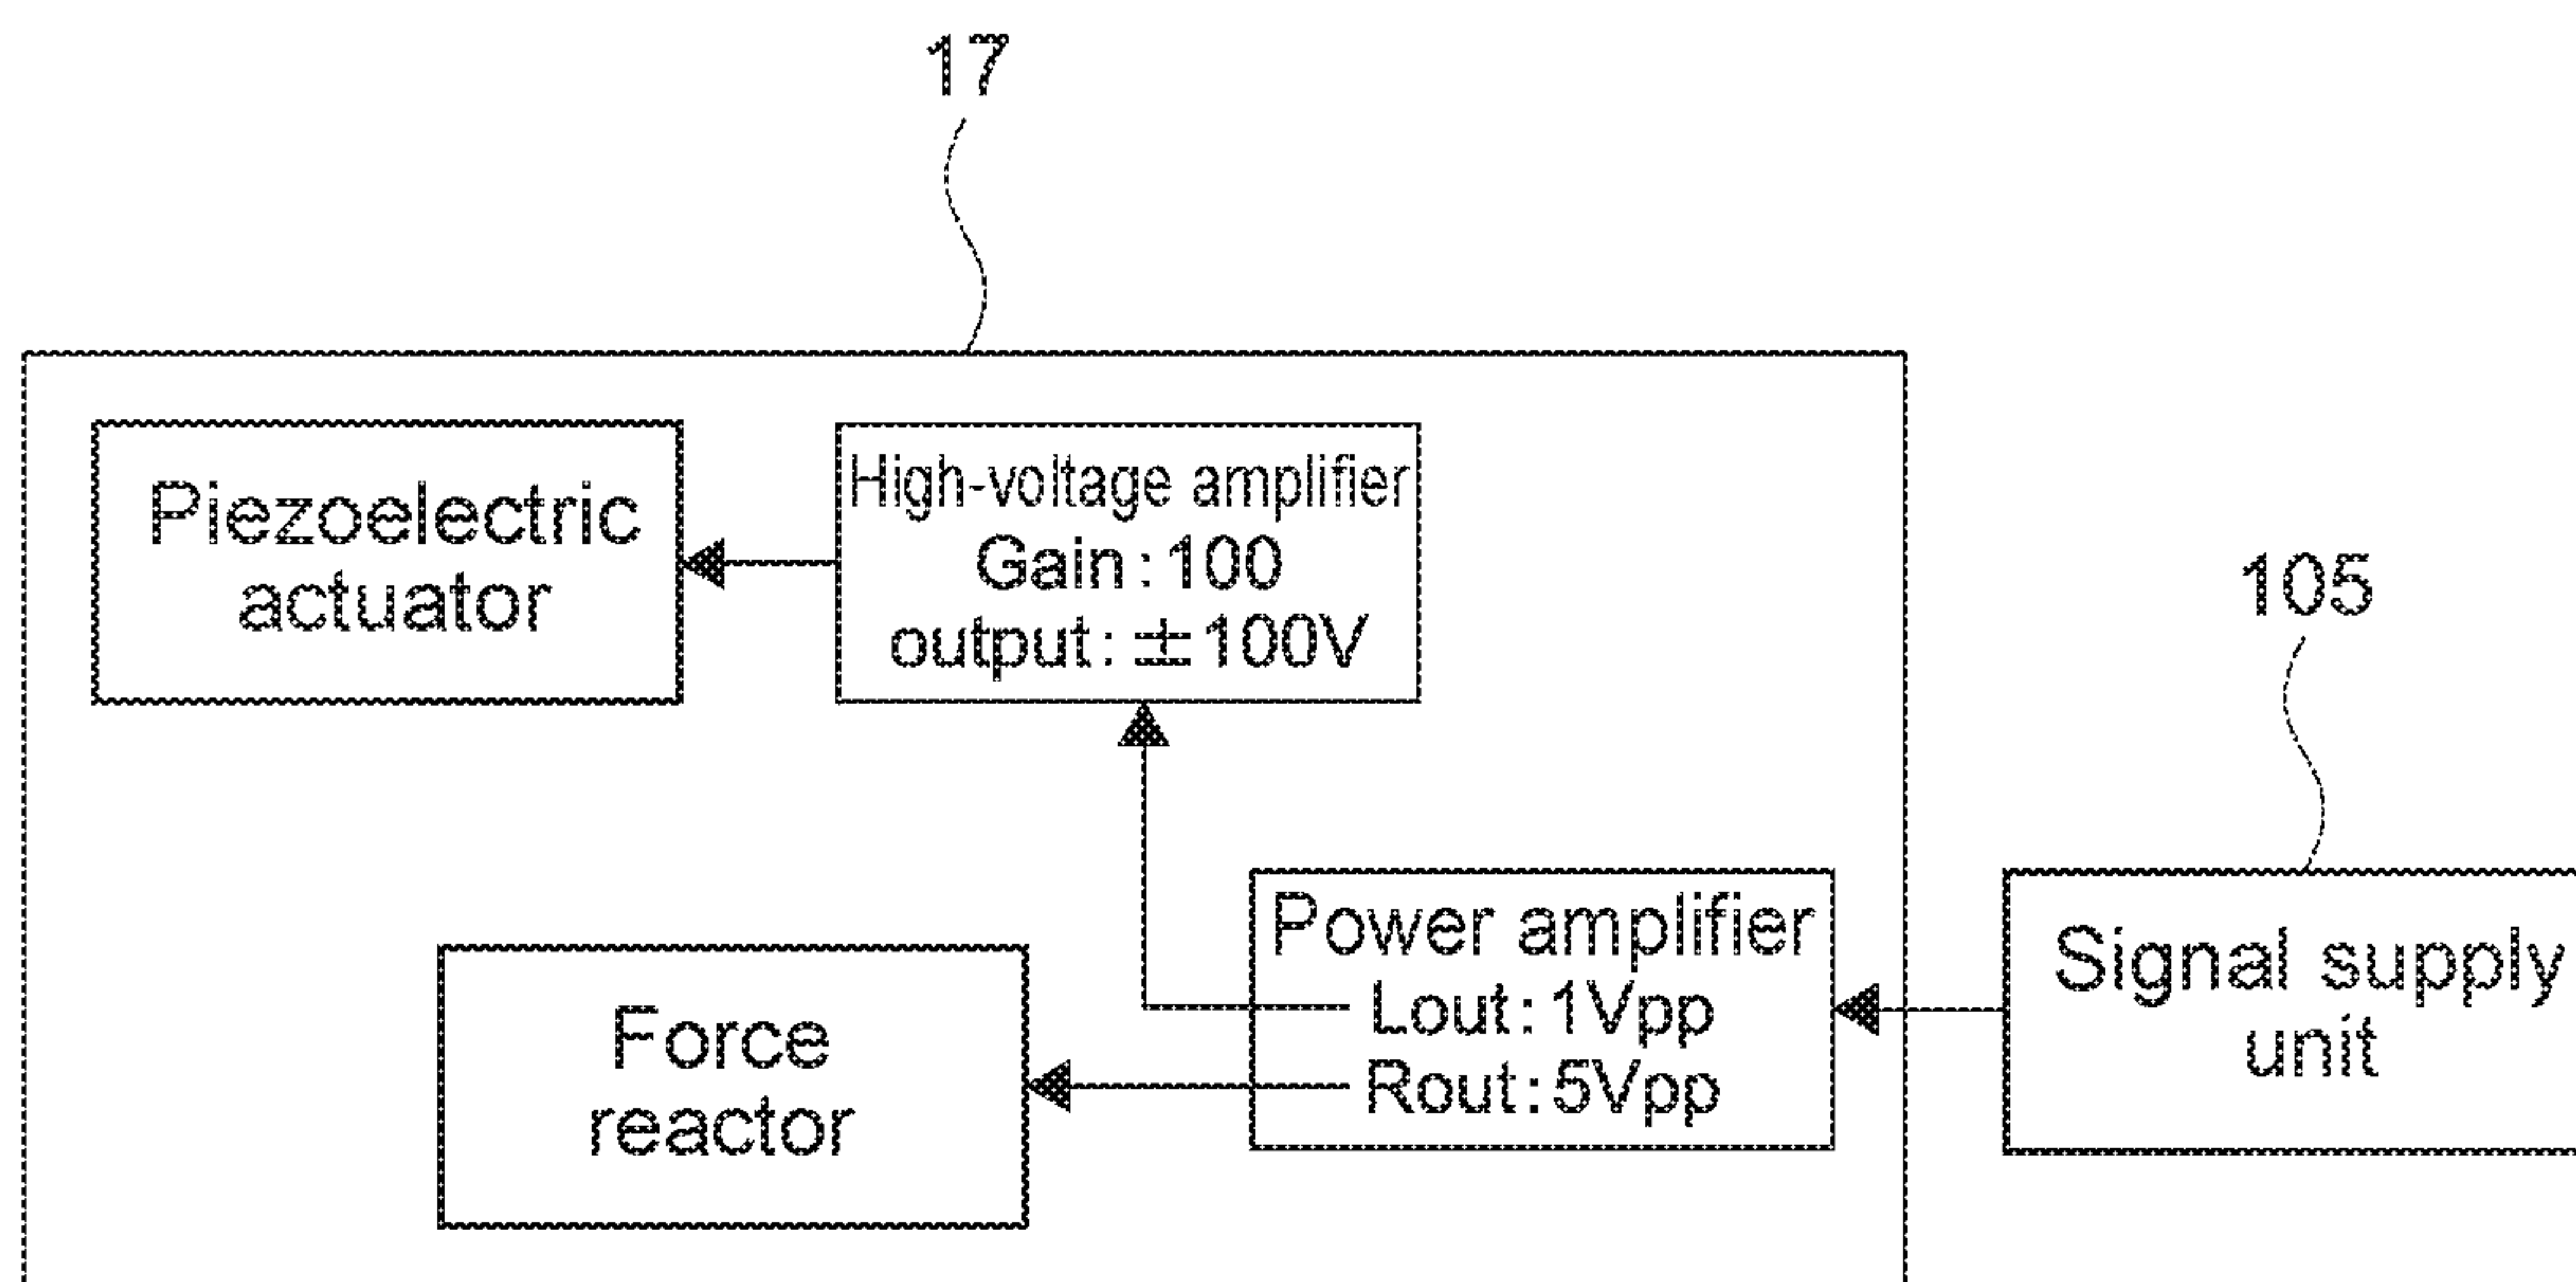 17
Piezoelectric
actuator
High-voltage amplifier
Gain:100
output:±100V
105
Power amplifier
Lout:1Vpp
Rout:5Vpp
Signal supply
unit
Force
reactor